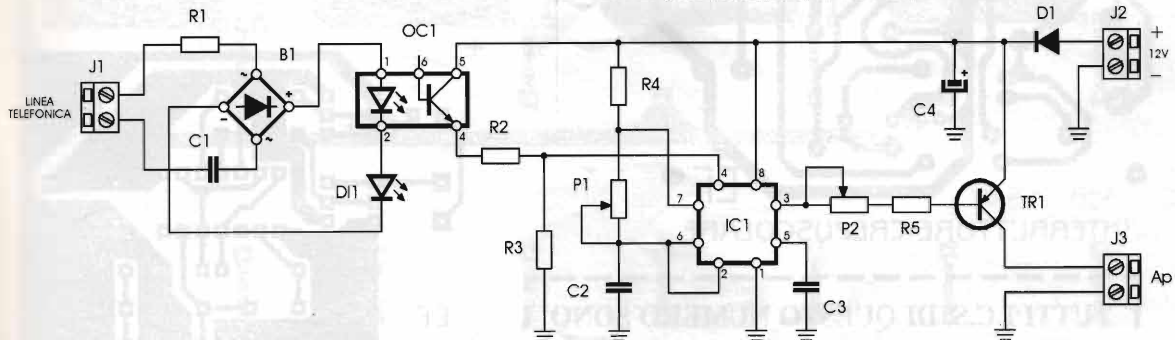 R1
B1
OC1
D1
J2
J1
1
6
5
+
12V
−
LINEA
TELEFONICA
~
+
−
~
R4
C4
+
C1
2
4
R2
DI1
P1
4
8
7
3
IC1
6
5
2
1
P2
R5
TR1
R3
C2
C3
J3
Ap